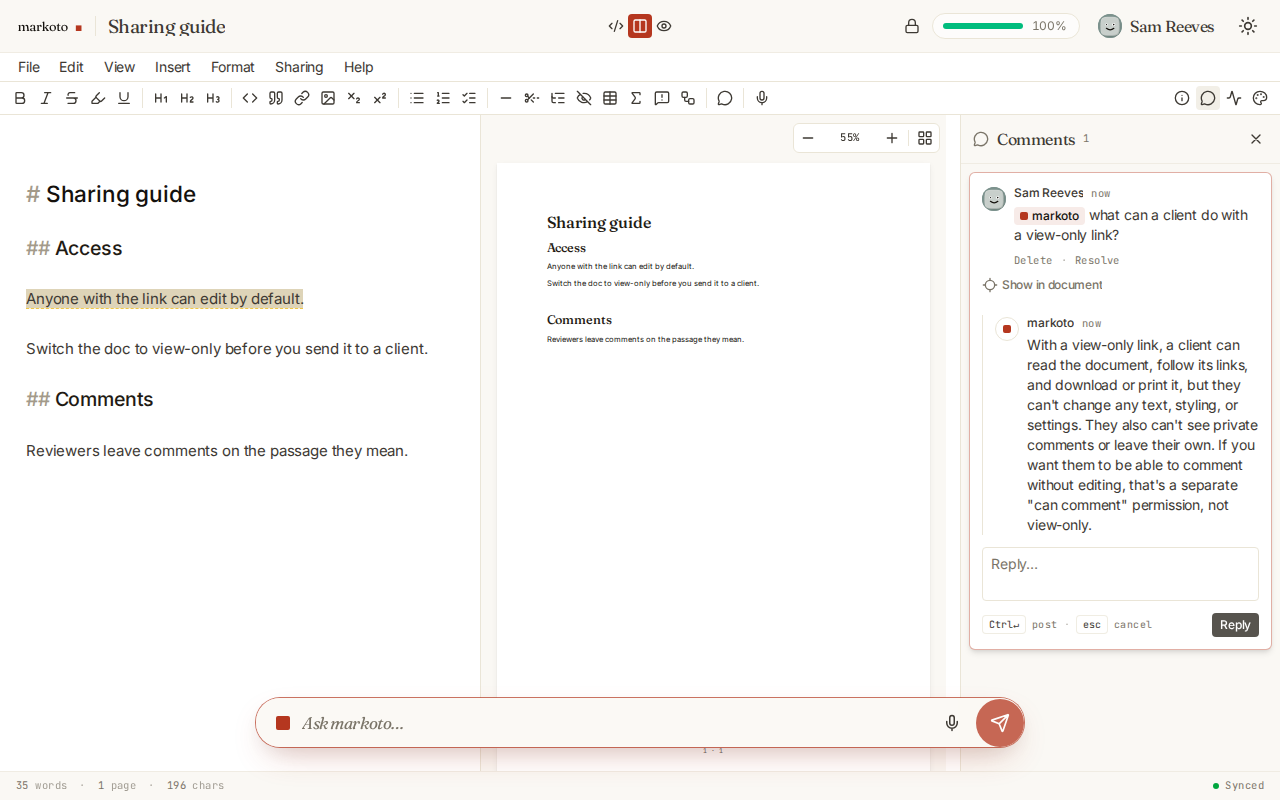 markoto
Sharing guide
100%
Sam Reeves
File Edit View Insert Format Sharing Help
H1 H2 H3
55%
Comments 1
# Sharing guide
## Access
Anyone with the link can edit by default.
Switch the doc to view-only before you send it to a client.
## Comments
Reviewers leave comments on the passage they mean.
Sharing guide
Access
Anyone with the link can edit by default.
Switch the doc to view-only before you send it to a client.
Comments
Reviewers leave comments on the passage they mean.
1 · 1
Sam Reeves now
markoto what can a client do with
a view-only link?
Delete · Resolve
Show in document
markoto now
With a view-only link, a client can
read the document, follow its links,
and download or print it, but they
can't change any text, styling, or
settings. They also can't see private
comments or leave their own. If you
want them to be able to comment
without editing, that's a separate
"can comment" permission, not
view-only.
Reply...
Ctrl↵ post · esc cancel
Reply
Ask markoto...
35 words · 1 page · 196 chars
Synced